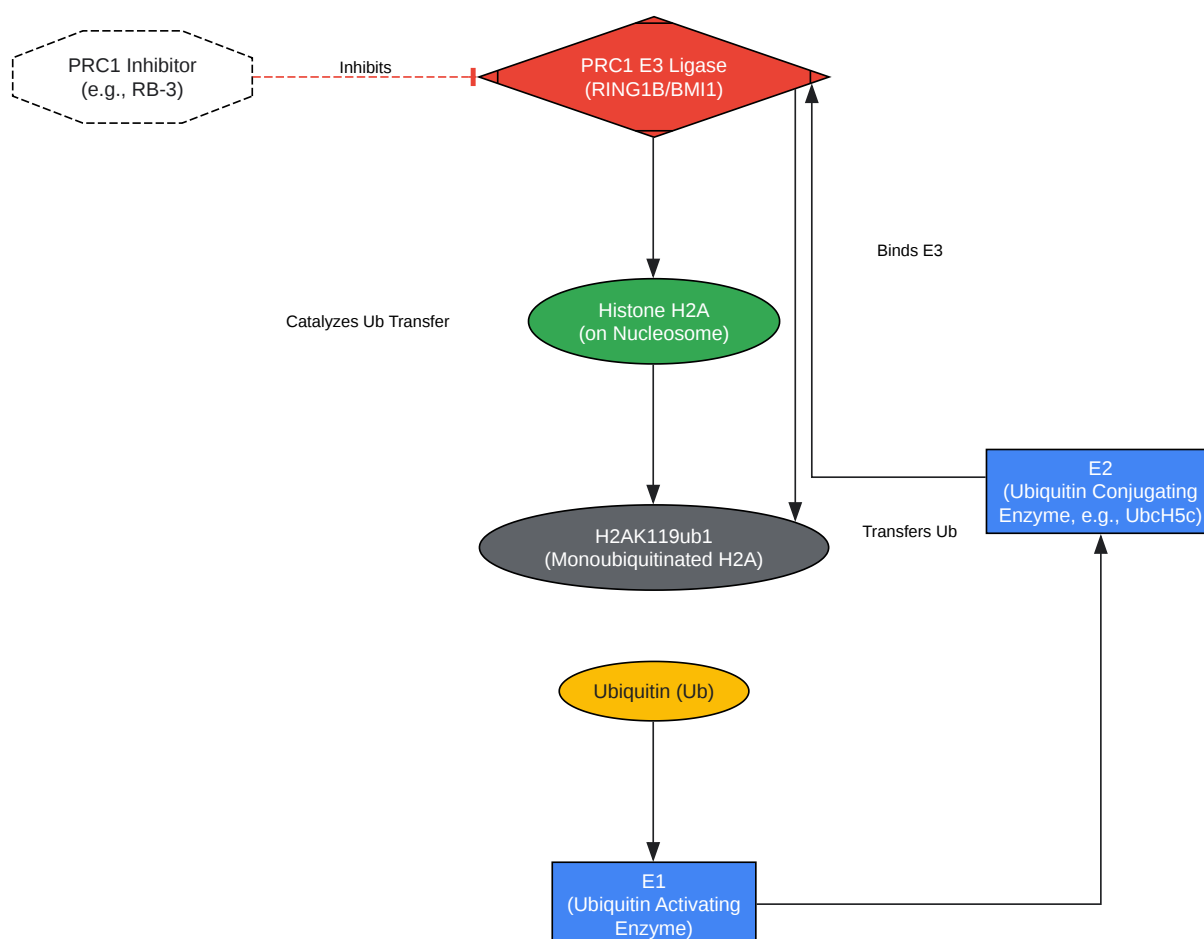 PRC1 Inhibitor
(e.g., RB-3)
Inhibits
PRC1 E3 Ligase
(RING1B/BMI1)
Binds E3
Catalyzes Ub Transfer
Histone H2A
(on Nucleosome)
E2
(Ubiquitin Conjugating
Enzyme, e.g., UbcH5c)
Transfers Ub
H2AK119ub1
(Monoubiquitinated H2A)
Ubiquitin (Ub)
E1
(Ubiquitin Activating
Enzyme)